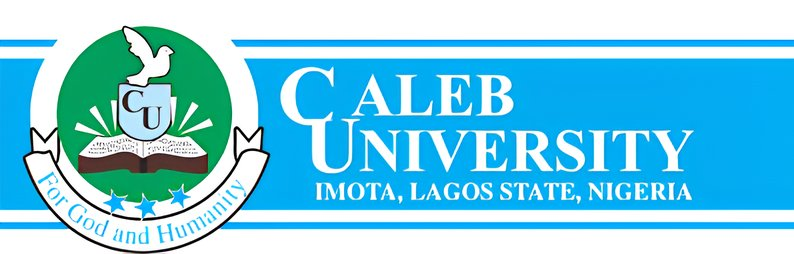 CU
For God and Humanity
CALEB
UNIVERSITY
IMOTA, LAGOS STATE, NIGERIA